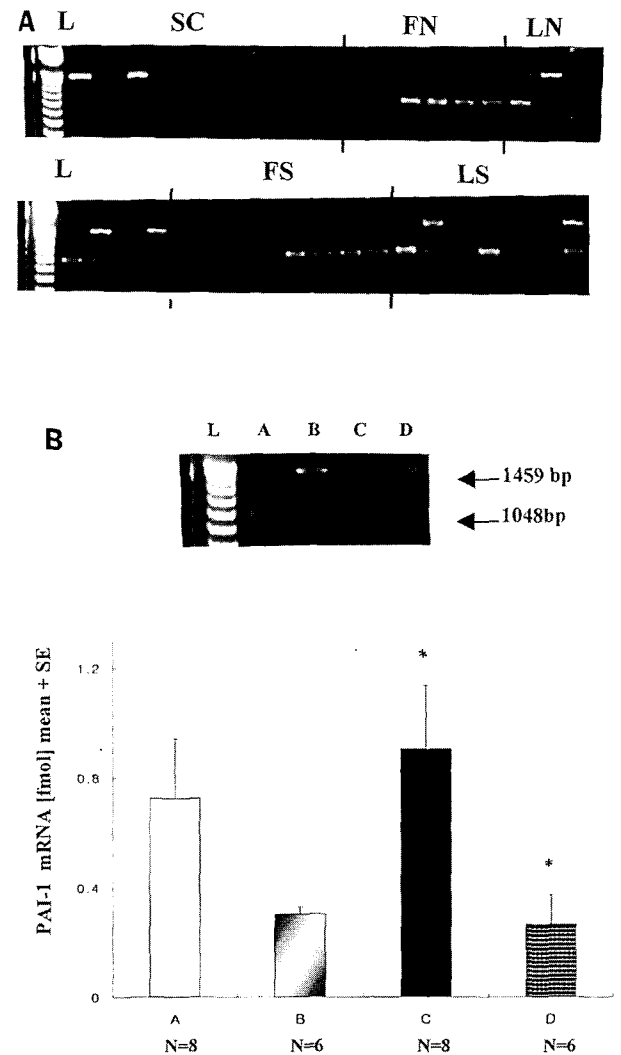 A L SC FN LN
L FS LS
B L A B C D
1459 bp
1048bp
PAI-1 mRNA [fmol] mean + SE
1.2
0.8
0.4
0
* *
A B C D
N=8 N=6 N=8 N=6